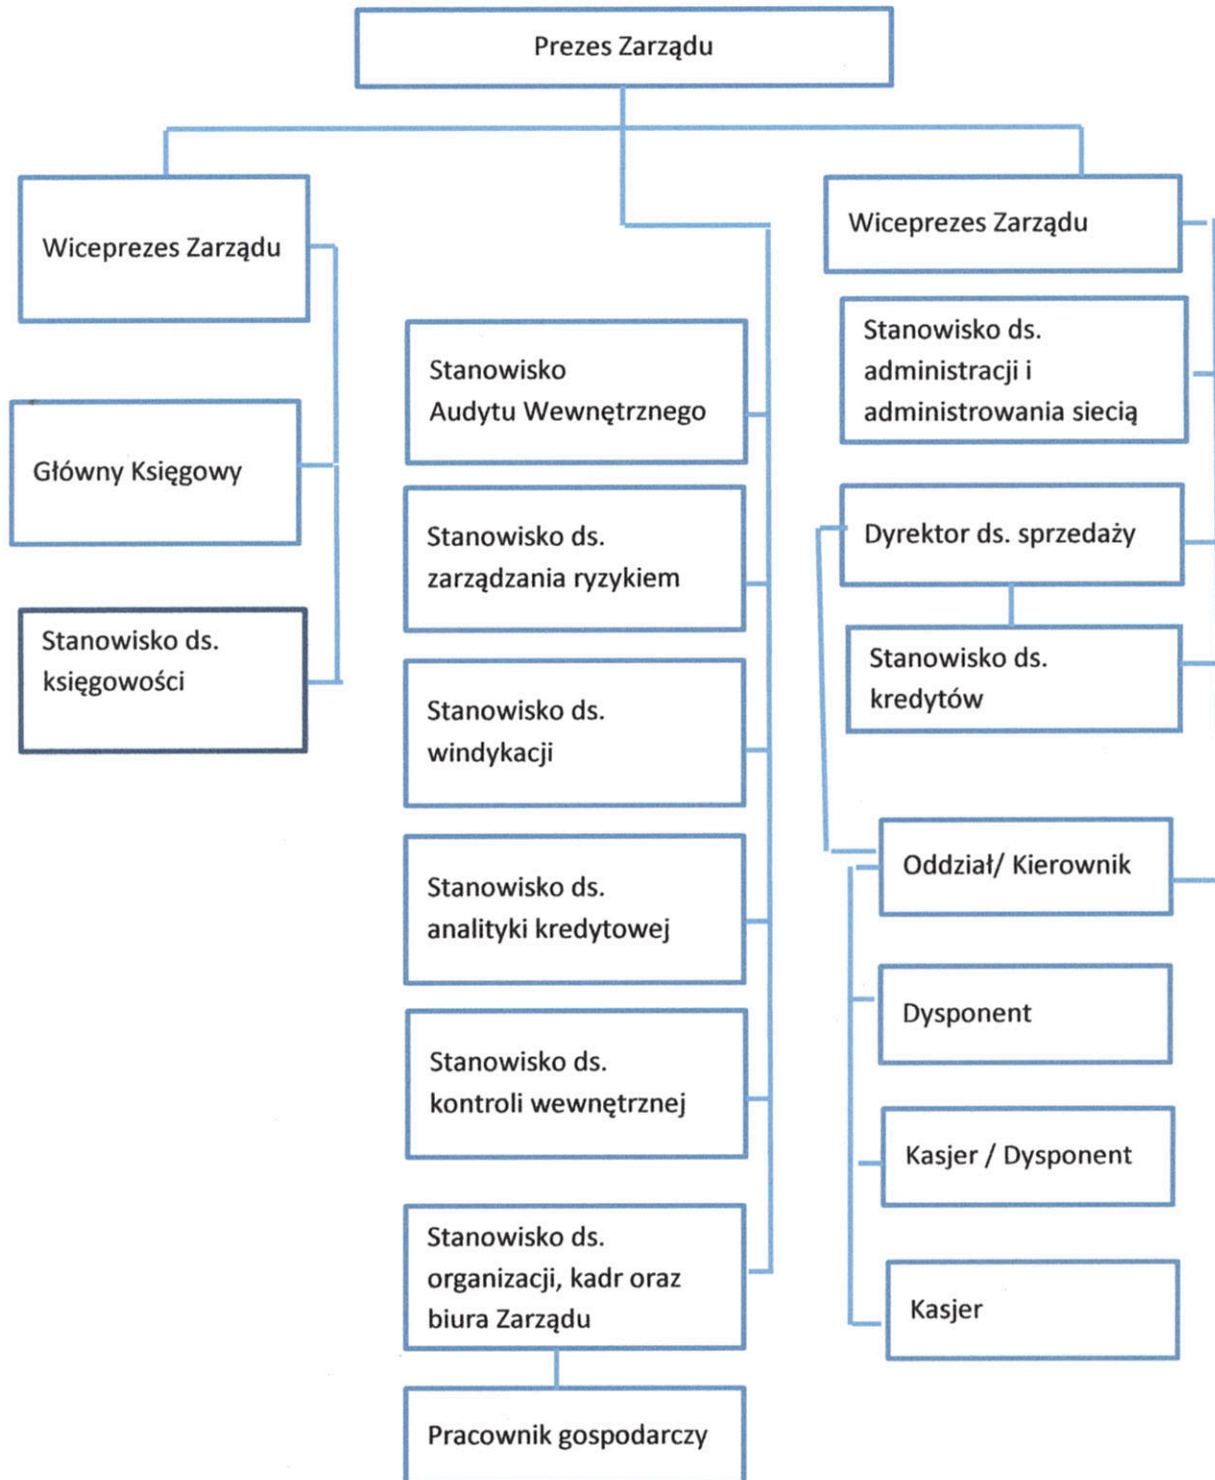 Prezes Zarządu
Wiceprezes Zarządu
Główny Księgowy
Stanowisko ds.
księgowości
Stanowisko
Audytu Wewnętrznego
Stanowisko ds.
zarządzania ryzykiem
Stanowisko ds.
windykacji
Stanowisko ds.
analityki kredytowej
Stanowisko ds.
kontroli wewnętrznej
Stanowisko ds.
organizacji, kadr oraz
biura Zarządu
Pracownik gospodarczy
Wiceprezes Zarządu
Stanowisko ds.
administracji i
administrowania siecią
Dyrektor ds. sprzedaży
Stanowisko ds.
kredytów
Oddział/ Kierownik
Dysponent
Kasjer / Dysponent
Kasjer